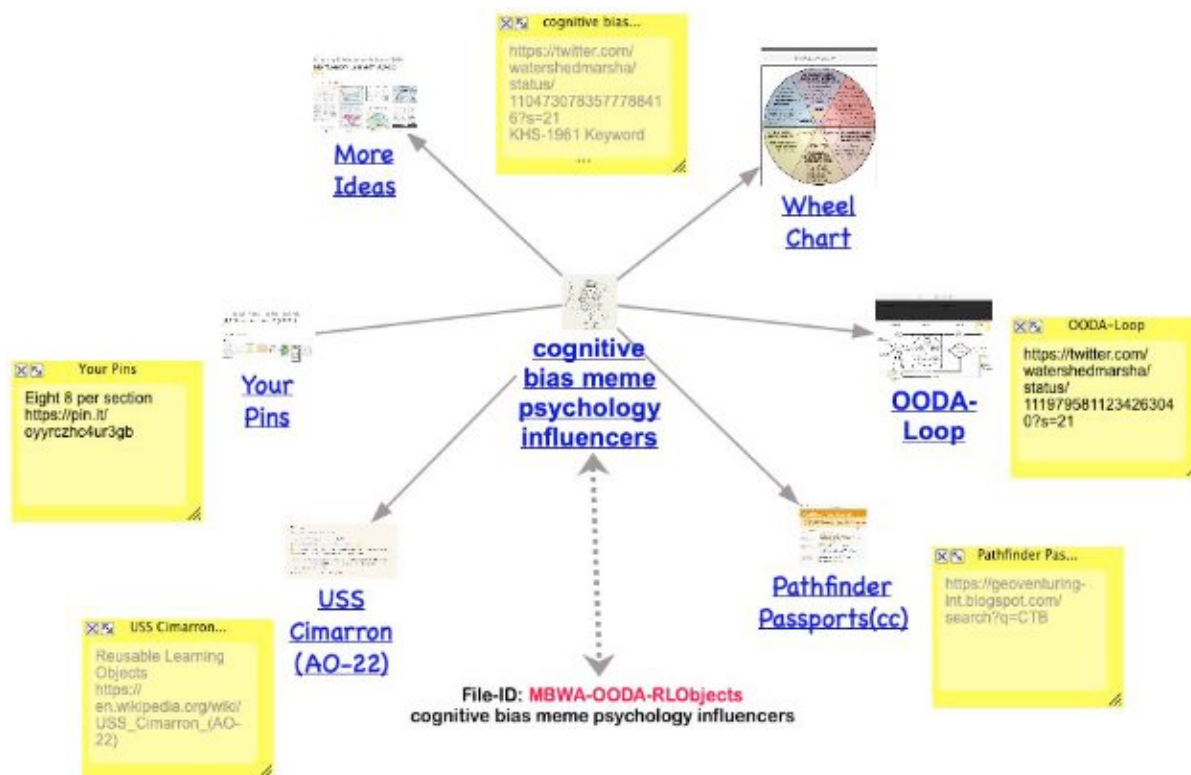 cognitive bias...
https://twitter.com/
watershedmarsha/
status/
110473078357778841
6?s=21
KHS-1961 Keyword
...
More
Ideas
Wheel
Chart
cognitive
bias meme
psychology
influencers
Your
Pins
Your Pins
Eight 8 per section
https://pin.it/
oyyrczhc4ur3gb
OODA-
Loop
OODA-Loop
https://twitter.com/
watershedmarsha/
status/
111979581123426304
0?s=21
USS
Cimarron
(AO-22)
USS Cimarron...
Reusable Learning
Objects
https://
en.wikipedia.org/wiki/
USS_Cimarron_(AO-
22)
Pathfinder
Passports(cc)
Pathfinder Pas...
https://geoventuring-
lnt.blogspot.com/
search?q=CTB
File-ID: MBWA-OODA-RLObjects
cognitive bias meme psychology influencers